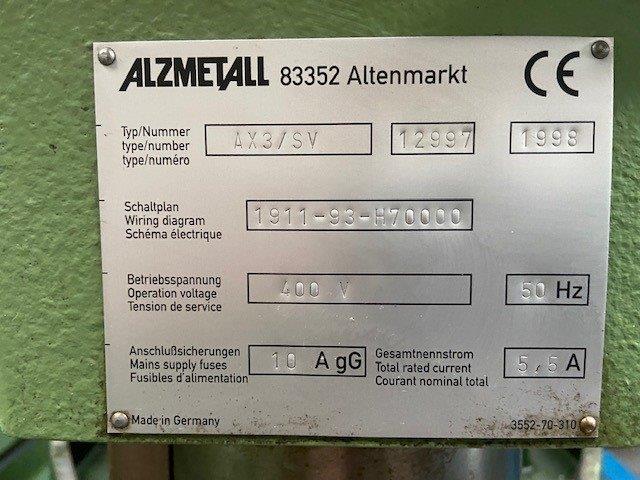 ALZMETALL 83352 Altenmarkt CE
Typ/Nummer
type/number
type/numéro
AX3/SV 12997 1998
Schaltplan
Wiring diagram
Schéma électrique
1911-93-H70000
Betriebsspannung
Operation voltage
Tension de service
400 V 50 Hz
Anschlußsicherungen
Mains supply fuses
Fusibles d'alimentation
10 A gG
Gesamtnennstrom
Total rated current
Courant nominal total
5,5 A
Made in Germany 3552-70-310